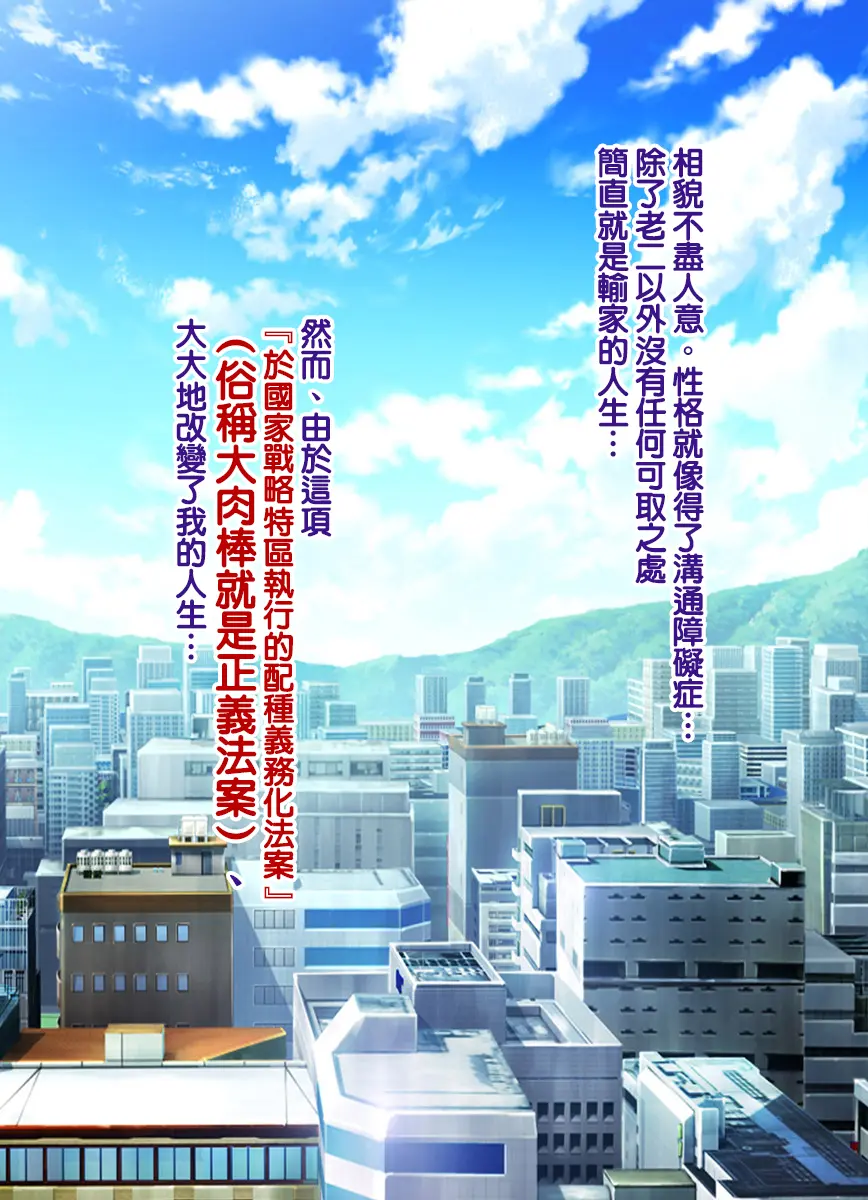 相貌不盡人意。性格就像得了溝通障礙症…
除了老二以外沒有任何可取之處
簡直就是輸家的人生…
然而、由於這項
『於國家戰略特區執行的配種義務化法案』
（俗稱大肉棒就是正義法案）、
大大地改變了我的人生…